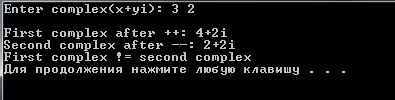 Enter complex(x+yi): 3 2
First complex after ++: 4+2i
Second complex after --: 2+2i
First complex != second complex
Для продолжения нажмите любую клавишу . . .